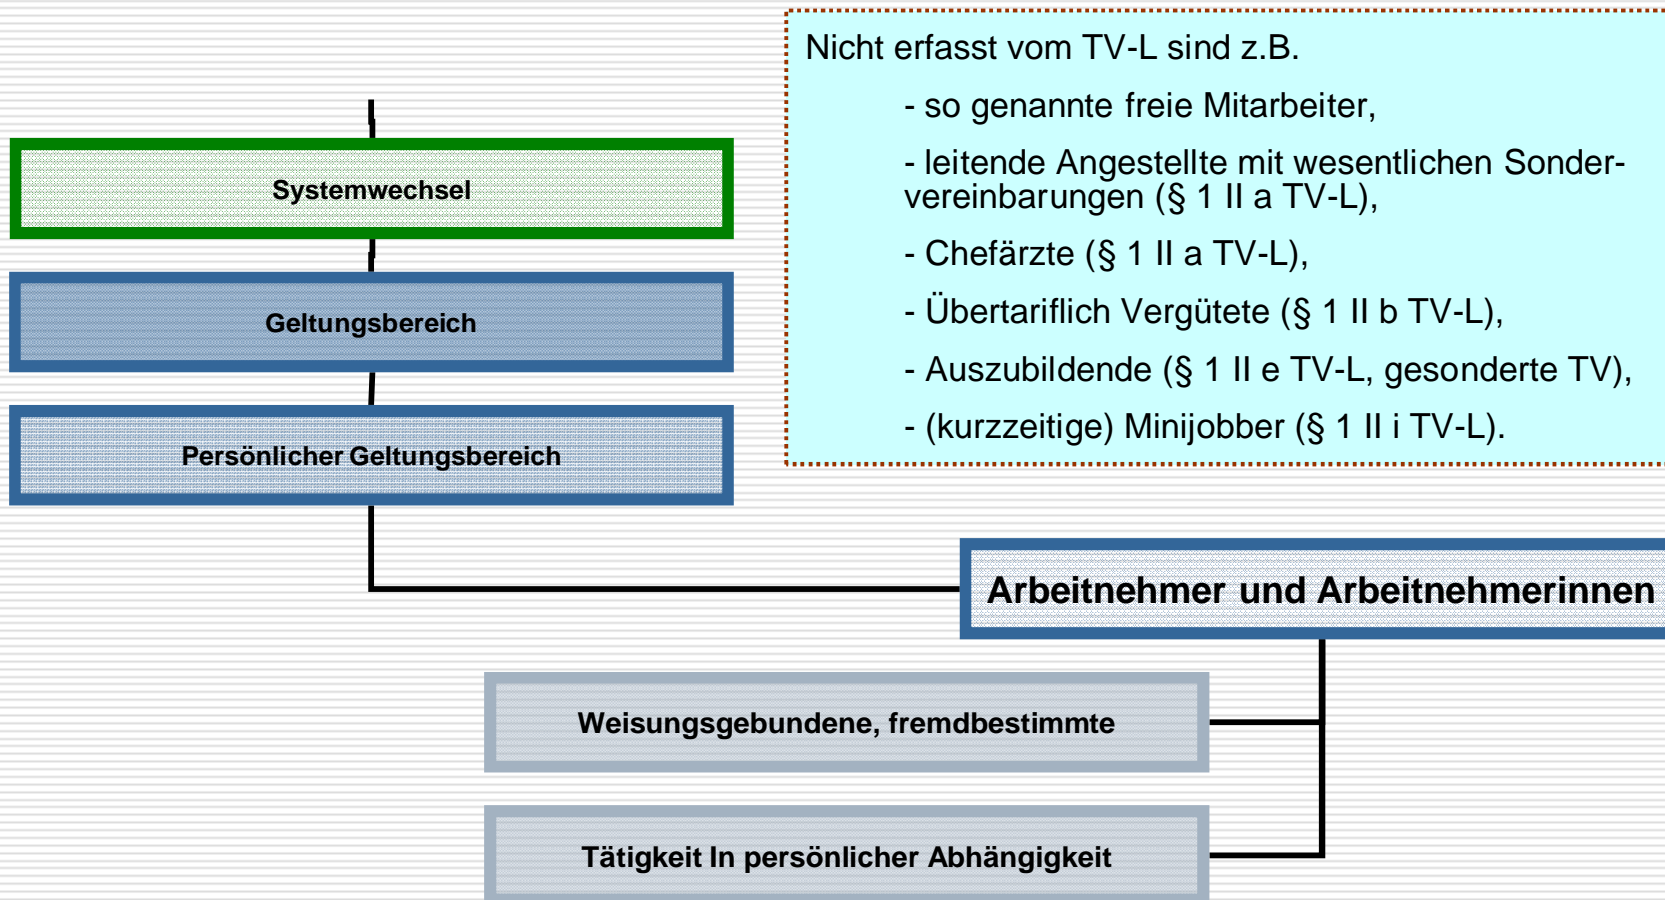 Nicht erfasst vom TV-L sind z.B.
- so genannte freie Mitarbeiter,
- leitende Angestellte mit wesentlichen Sonder-
vereinbarungen (§ 1 II a TV-L),
- Chefärzte (§ 1 II a TV-L),
- Übertariflich Vergütete (§ 1 II b TV-L),
- Auszubildende (§ 1 II e TV-L, gesonderte TV),
- (kurzzeitige) Minijobber (§ 1 II i TV-L).
Systemwechsel
Geltungsbereich
Persönlicher Geltungsbereich
Arbeitnehmer und Arbeitnehmerinnen
Weisungsgebundene, fremdbestimmte
Tätigkeit In persönlicher Abhängigkeit